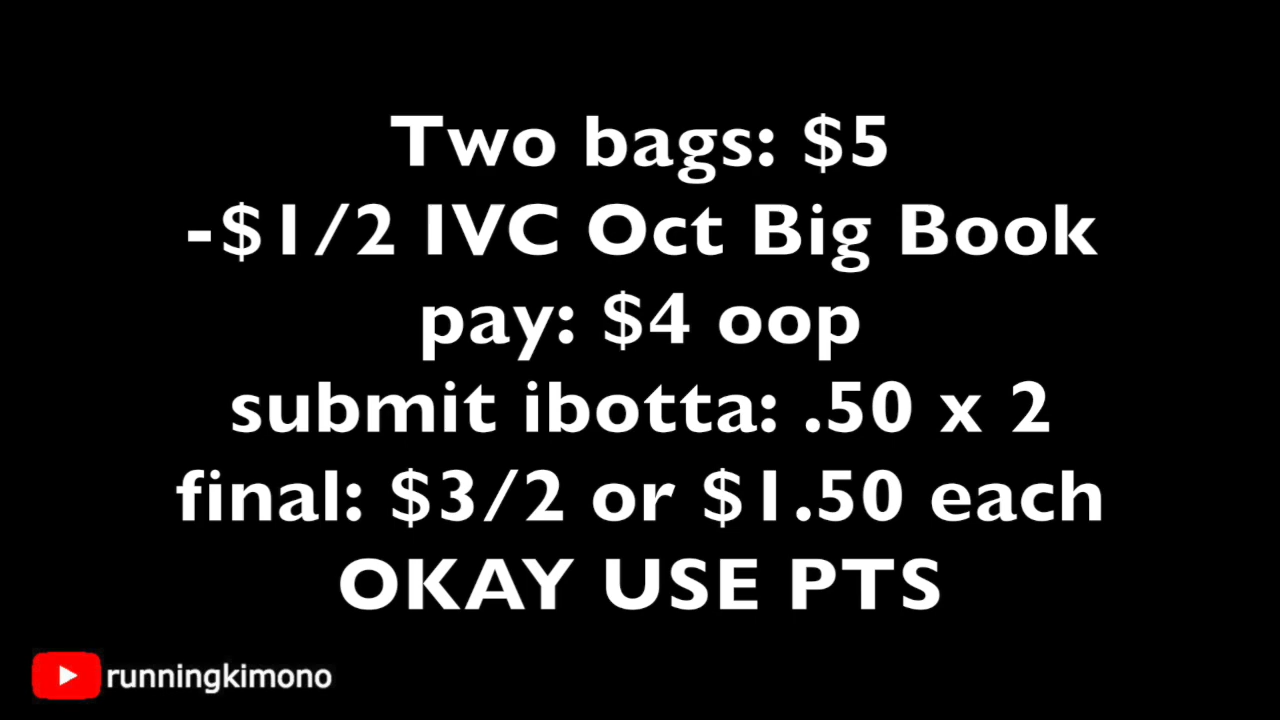 Two bags: $5
-$1/2 IVC Oct Big Book
pay: $4 oop
submit ibotta: .50 x 2
final: $3/2 or $1.50 each
OKAY USE PTS
runningkimono